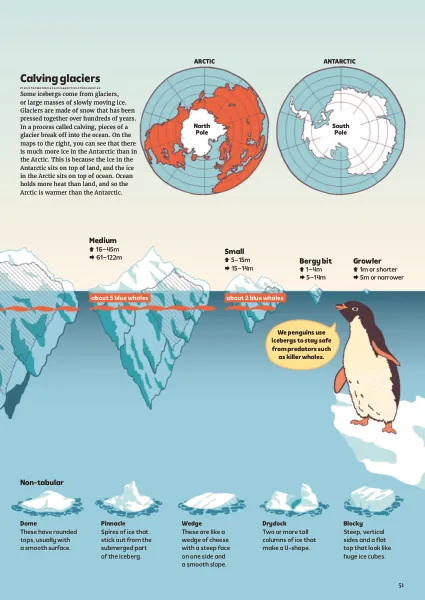 Calving glaciers
Some icebergs come from glaciers,
or large masses of slowly moving ice.
Glaciers are made of snow that has been
pressed together over hundreds of years.
In a process called calving, pieces of a
glacier break off into the ocean. On the
maps to the right, you can see that there
is much more ice in the Antarctic than in
the Arctic. This is because the ice in the
Antarctic sits on top of land, and the ice
in the Arctic sits on top of ocean. Ocean
holds more heat than land, and so the
Arctic is warmer than the Antarctic.
ARCTIC
North
Pole
ANTARCTIC
South
Pole
Medium
16–45m
61–122m
about 5 blue whales
Small
5–15m
15–14m
about 2 blue whales
Bergy bit
1–4m
5–14m
Growler
1m or shorter
5m or narrower
We penguins use
icebergs to stay safe
from predators such
as killer whales.
Non-tabular
Dome
These have rounded
tops, usually with
a smooth surface.
Pinnacle
Spires of ice that
stick out from the
submerged part
of the iceberg.
Wedge
These are like a
wedge of cheese
with a steep face
on one side and
a smooth slope.
Drydock
Two or more tall
columns of ice that
make a U-shape.
Blocky
Steep, vertical
sides and a flat
top that look like
huge ice cubes.
51